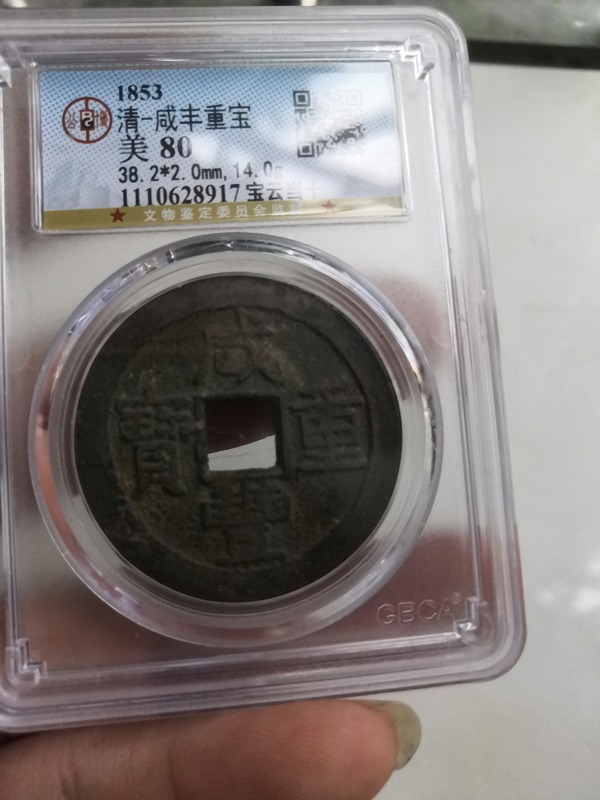 1853
清-咸丰重宝
美 80
38.2*2.0mm, 14.0g
1110628917 宝云当十
文物鉴定委员会监
咸
寶 重
豐
GBCA